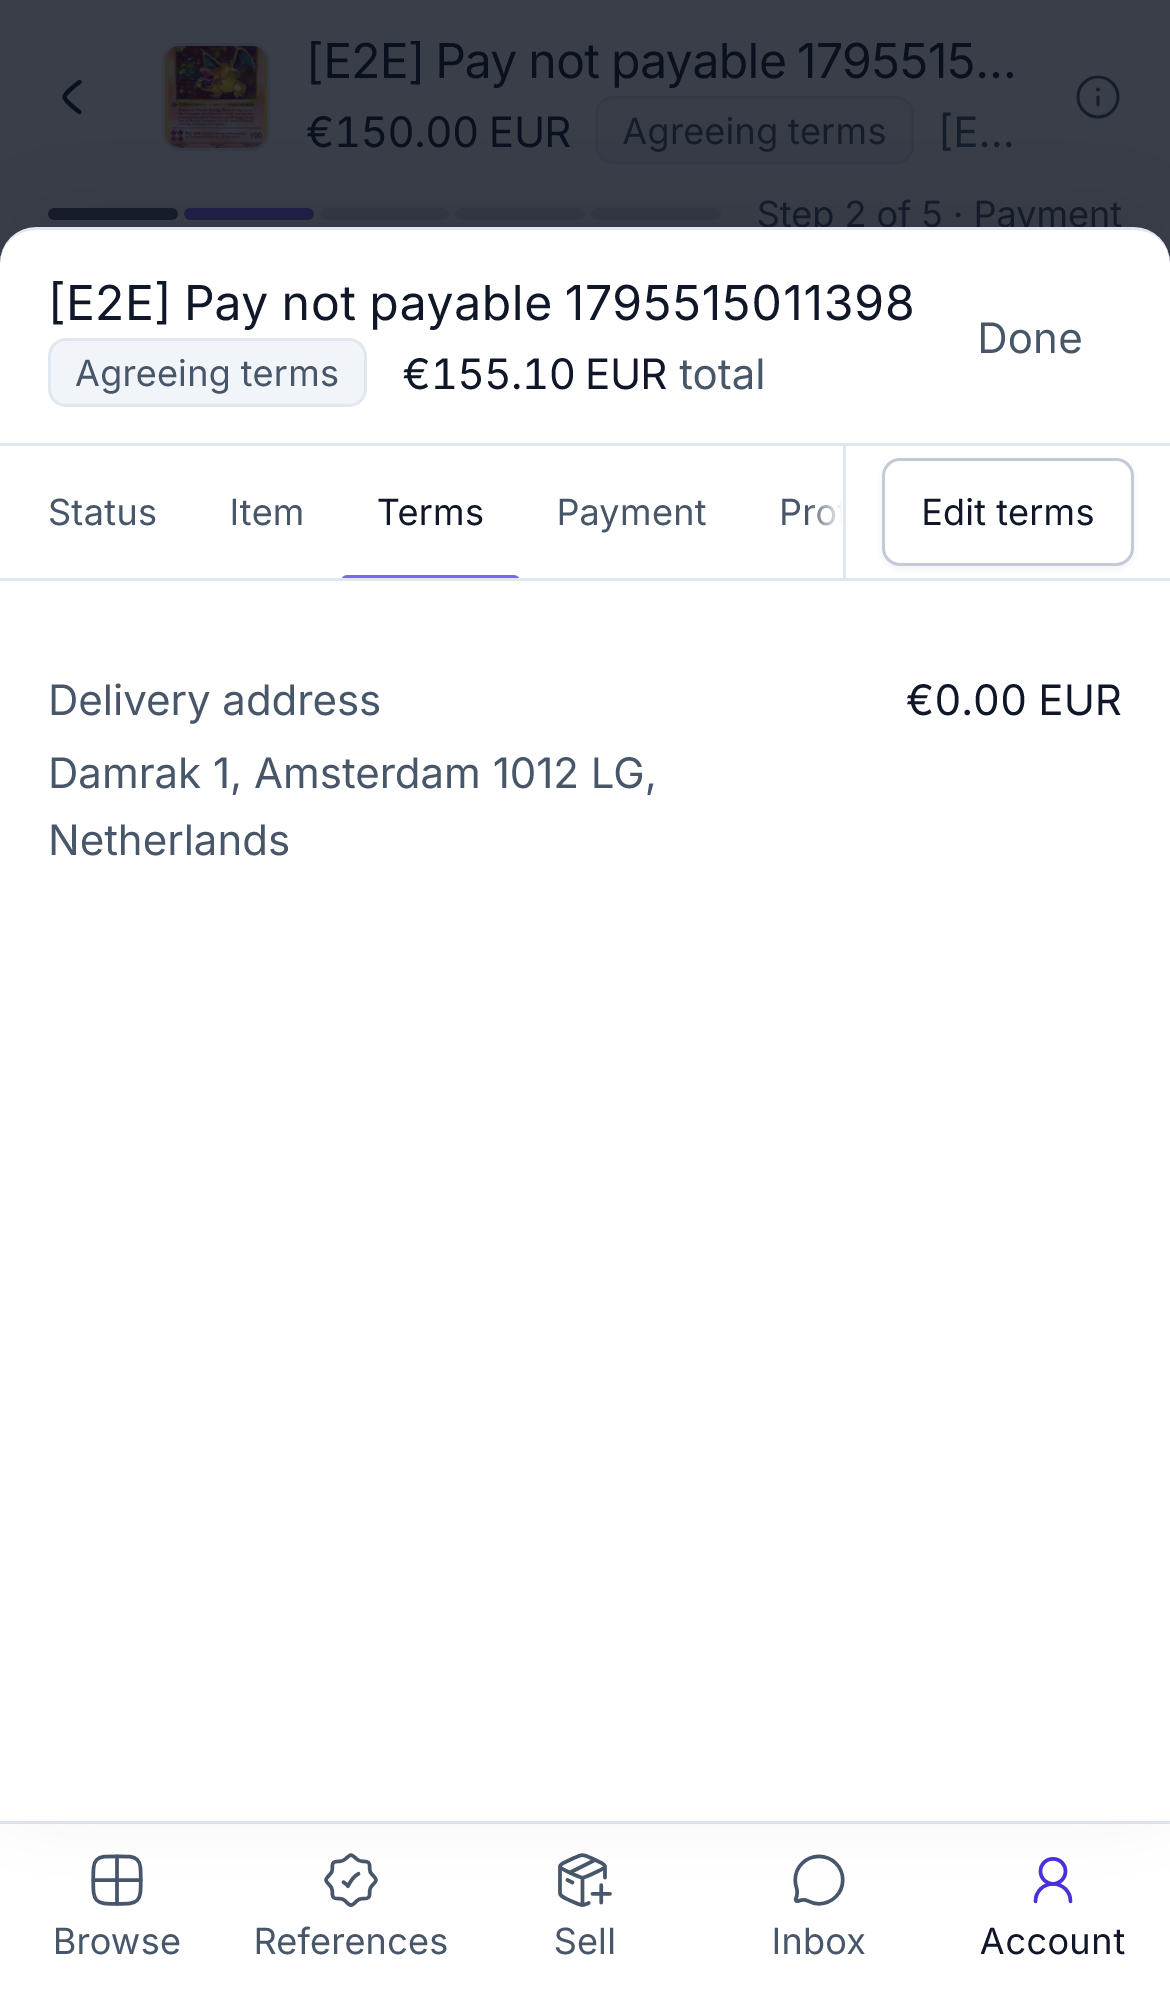 [E2E] Pay not payable 1795515...
€150.00 EUR Agreeing terms [E...
Step 2 of 5 · Payment
[E2E] Pay not payable 1795515011398
Agreeing terms €155.10 EUR total
Done
Status Item Terms Payment Pro
Edit terms
Delivery address €0.00 EUR
Damrak 1, Amsterdam 1012 LG,
Netherlands
Browse References Sell Inbox Account